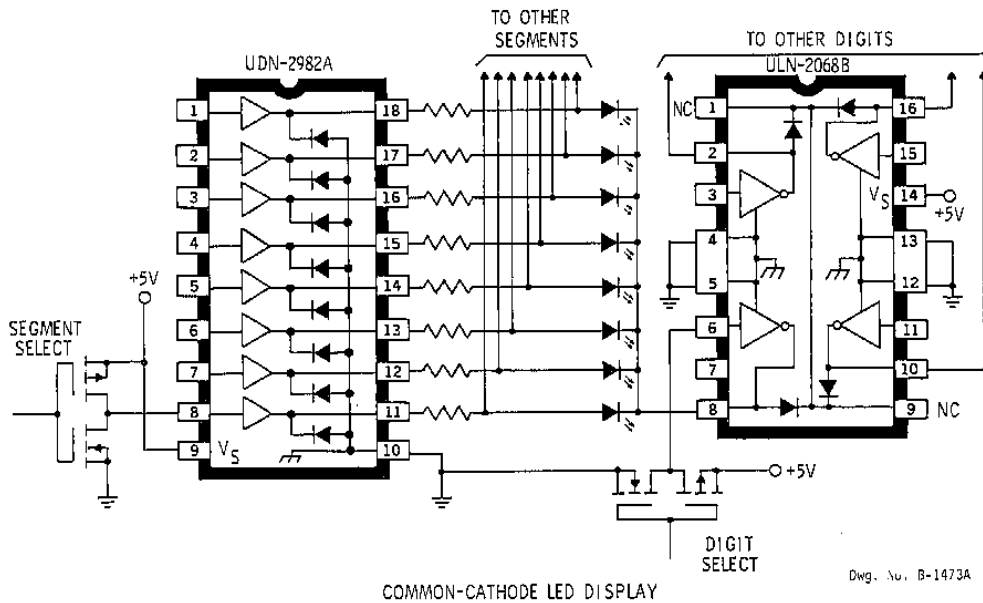 TO OTHER
SEGMENTS
TO OTHER DIGITS
UDN-2982A
ULN-2068B
1
2
3
4
5
6
7
8
9
V_S
18
17
16
15
14
13
12
11
10
+5V
SEGMENT
SELECT
NC
1
2
3
4
5
6
7
8
16
15
14
13
12
11
10
9
V_S
+5V
NC
+5V
DIGIT
SELECT
COMMON-CATHODE LED DISPLAY
Dwg. No. B-1473A